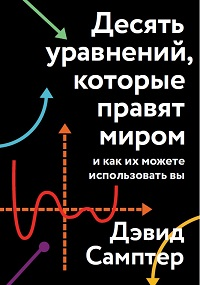 Десять
уравнений,
которые
правят
миром
и как их можете
использовать вы
Дэвид
Самптер